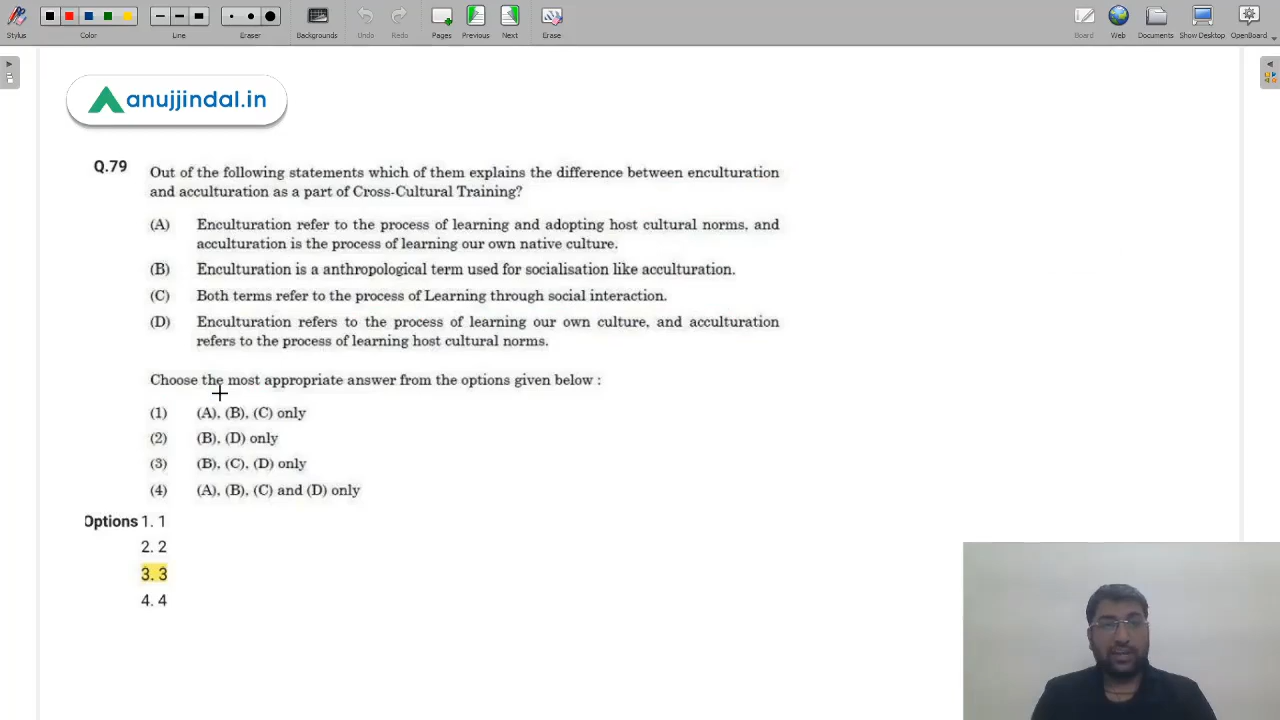 Stylus Color Line Eraser Backgrounds Undo Redo Pages Previous Next Erase Board Web Documents Show Desktop OpenBoard
anujjindal.in
Q.79 Out of the following statements which of them explains the difference between enculturation
and acculturation as a part of Cross-Cultural Training?
(A) Enculturation refer to the process of learning and adopting host cultural norms, and
acculturation is the process of learning our own native culture.
(B) Enculturation is a anthropological term used for socialisation like acculturation.
(C) Both terms refer to the process of Learning through social interaction.
(D) Enculturation refers to the process of learning our own culture, and acculturation
refers to the process of learning host cultural norms.
Choose the most appropriate answer from the options given below :
(1) (A), (B), (C) only
(2) (B), (D) only
(3) (B), (C), (D) only
(4) (A), (B), (C) and (D) only
Options 1. 1
2. 2
3. 3
4. 4